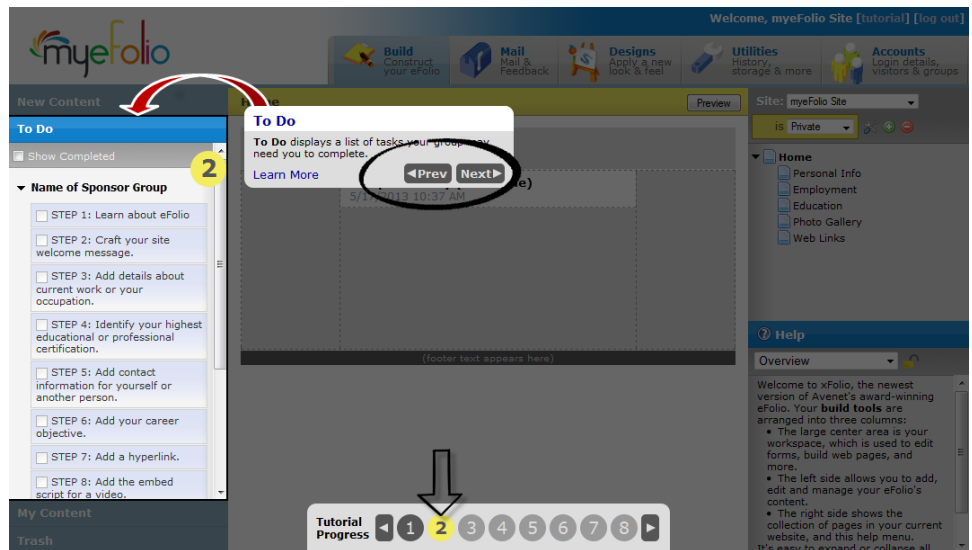 Welcome, myeFolio Site [tutorial] [log out]
myefolio
Build
Construct
your eFolio
Mail
Mail &
Feedback
Designs
Apply a new
look & feel
Utilities
History,
storage & more
Accounts
Login details,
visitors & groups
New Content
To Do
Show Completed
2
Name of Sponsor Group
STEP 1: Learn about eFolio
STEP 2: Craft your site
welcome message.
STEP 3: Add details about
current work or your
occupation.
STEP 4: Identify your highest
educational or professional
certification.
STEP 5: Add contact
information for yourself or
another person.
STEP 6: Add your career
objective.
STEP 7: Add a hyperlink.
STEP 8: Add the embed
script for a video.
My Content
Trash
Preview
To Do
To Do displays a list of tasks your group may
need you to complete.
Learn More
Prev Next
5/17/2013 10:37 AM
(footer text appears here)
Tutorial
Progress
1 2 3 4 5 6 7 8
Site: myeFolio Site
is Private
Home
Personal Info
Employment
Education
Photo Gallery
Web Links
Help
Overview
Welcome to xFolio, the newest
version of Avenet's award-winning
eFolio. Your build tools are
arranged into three columns:
• The large center area is your
workspace, which is used to edit
forms, build web pages, and
more.
• The left side allows you to add,
edit and manage your eFolio's
content.
• The right side shows the
collection of pages in your current
website, and this help menu.
It's easy to expand or collapse all